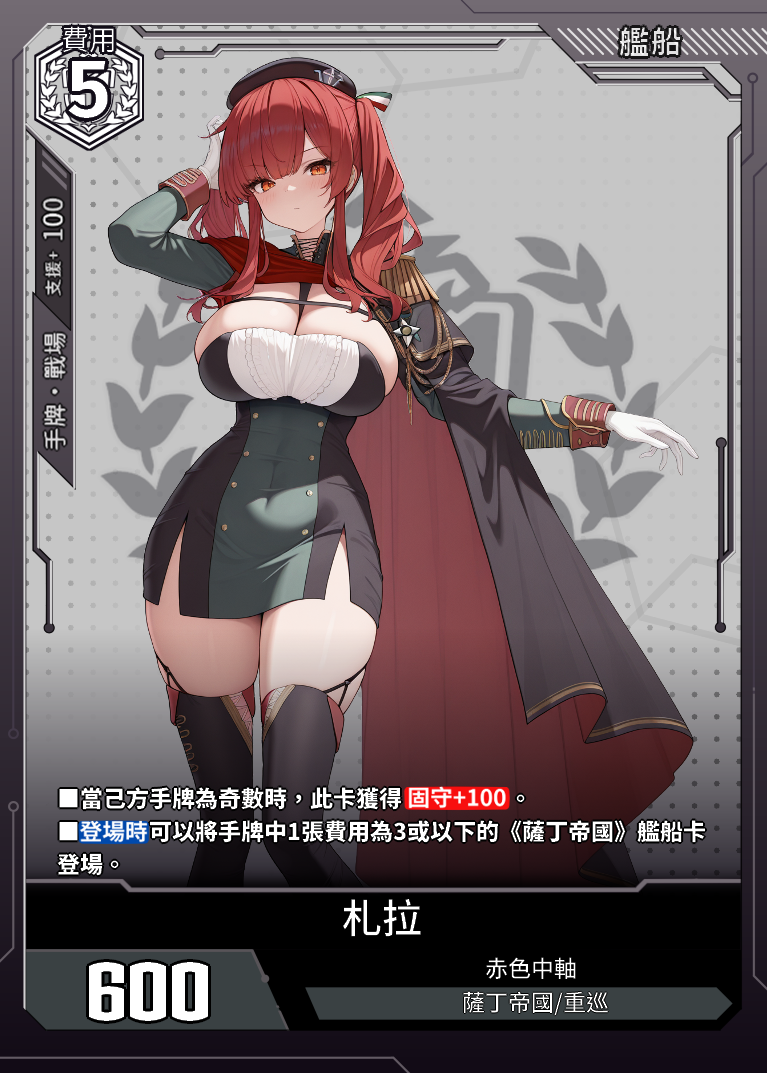 費用
5
艦船
支援+ 100
手牌・戰場
■當己方手牌為奇數時，此卡獲得 固守+100 。
■登場時可以將手牌中1張費用為3或以下的《薩丁帝國》艦船卡
登場。
札拉
600
赤色中軸
薩丁帝國/重巡